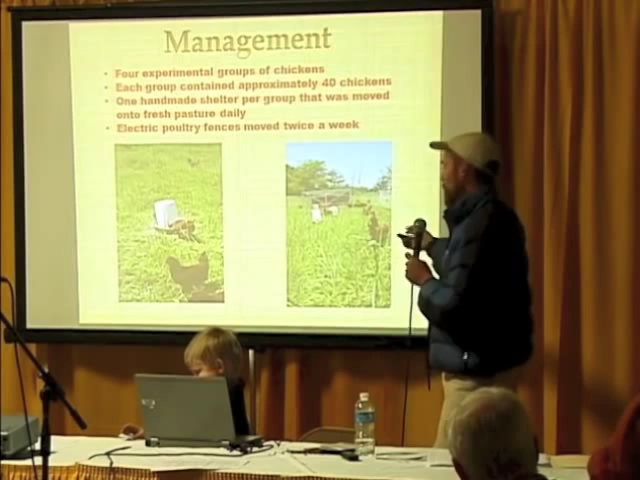 Management
• Four experimental groups of chickens
• Each group contained approximately 40 chickens
• One handmade shelter per group that was moved
onto fresh pasture daily
• Electric poultry fences moved twice a week